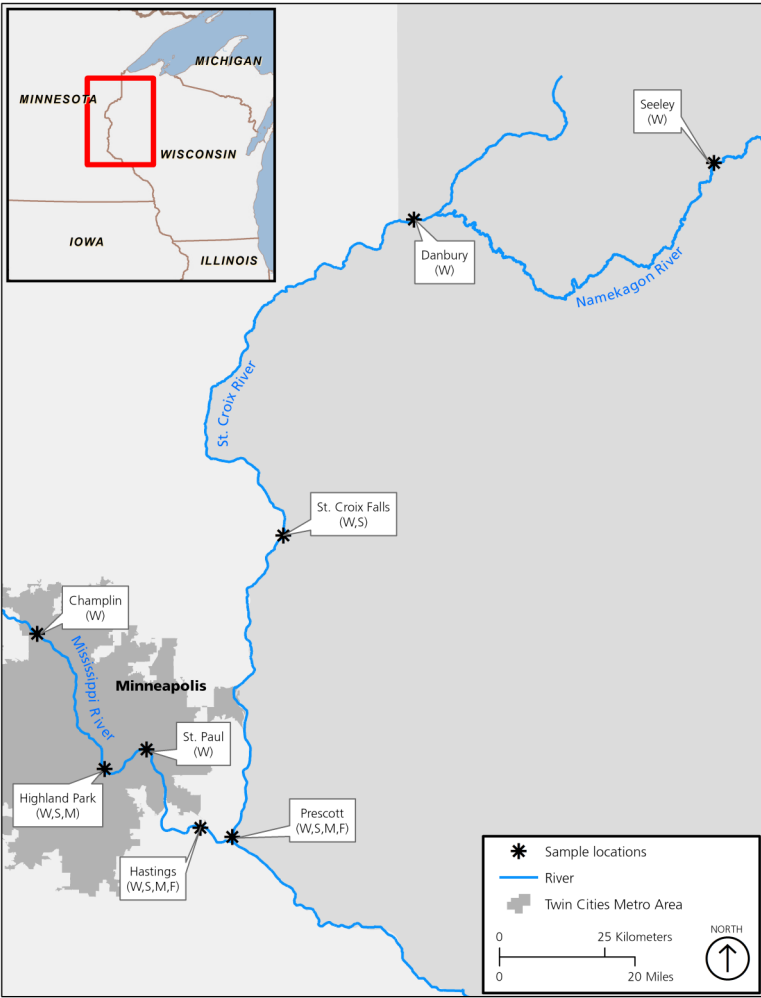 MICHIGAN
MINNESOTA
WISCONSIN
IOWA
ILLINOIS
Seeley
(W)
Danbury
(W)
Namekagon River
St. Croix River
St. Croix Falls
(W,S)
Champlin
(W)
Mississippi River
Minneapolis
St. Paul
(W)
Highland Park
(W,S,M)
Prescott
(W,S,M,F)
Hastings
(W,S,M,F)
Sample locations
River
Twin Cities Metro Area
0 25 Kilometers
0 20 Miles
NORTH